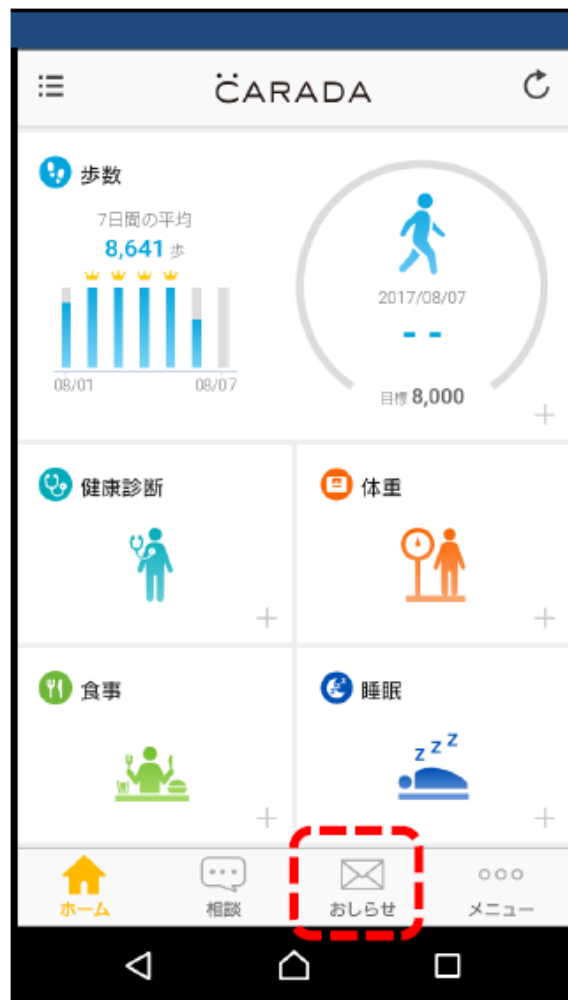 CARADA
歩数
7日間の平均
8,641 歩
08/01 08/07
2017/08/07
--
目標 8,000
健康診断
体重
食事
睡眠
z z Z
ホーム 相談 おしらせ メニュー